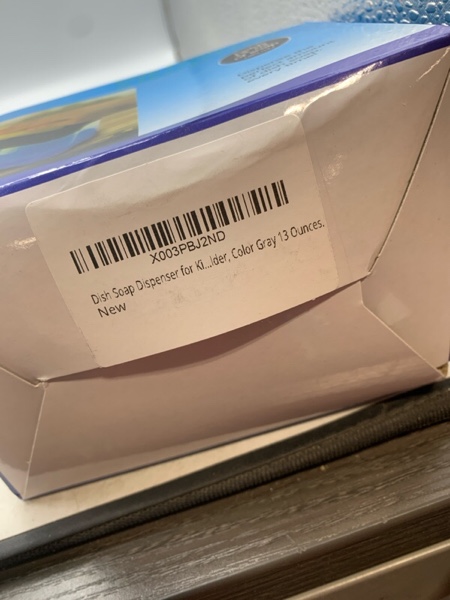 X003PBJ2ND
Dish Soap Dispenser for Ki...lder, Color Gray 13 Ounces.
New